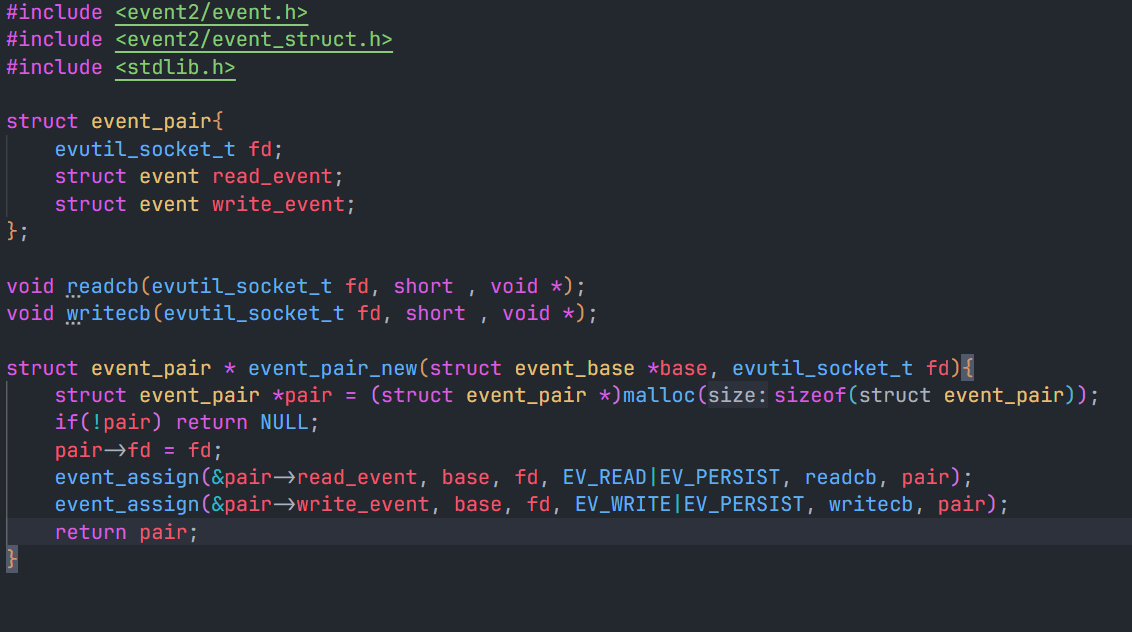 #include <event2/event.h>
#include <event2/event_struct.h>
#include <stdlib.h>

struct event_pair{
    evutil_socket_t fd;
    struct event read_event;
    struct event write_event;
};

void readcb(evutil_socket_t fd, short , void *);
void writecb(evutil_socket_t fd, short , void *);

struct event_pair * event_pair_new(struct event_base *base, evutil_socket_t fd){
    struct event_pair *pair = (struct event_pair *)malloc(size: sizeof(struct event_pair));
    if(!pair) return NULL;
    pair->fd = fd;
    event_assign(&pair->read_event, base, fd, EV_READ|EV_PERSIST, readcb, pair);
    event_assign(&pair->write_event, base, fd, EV_WRITE|EV_PERSIST, writecb, pair);
    return pair;
}